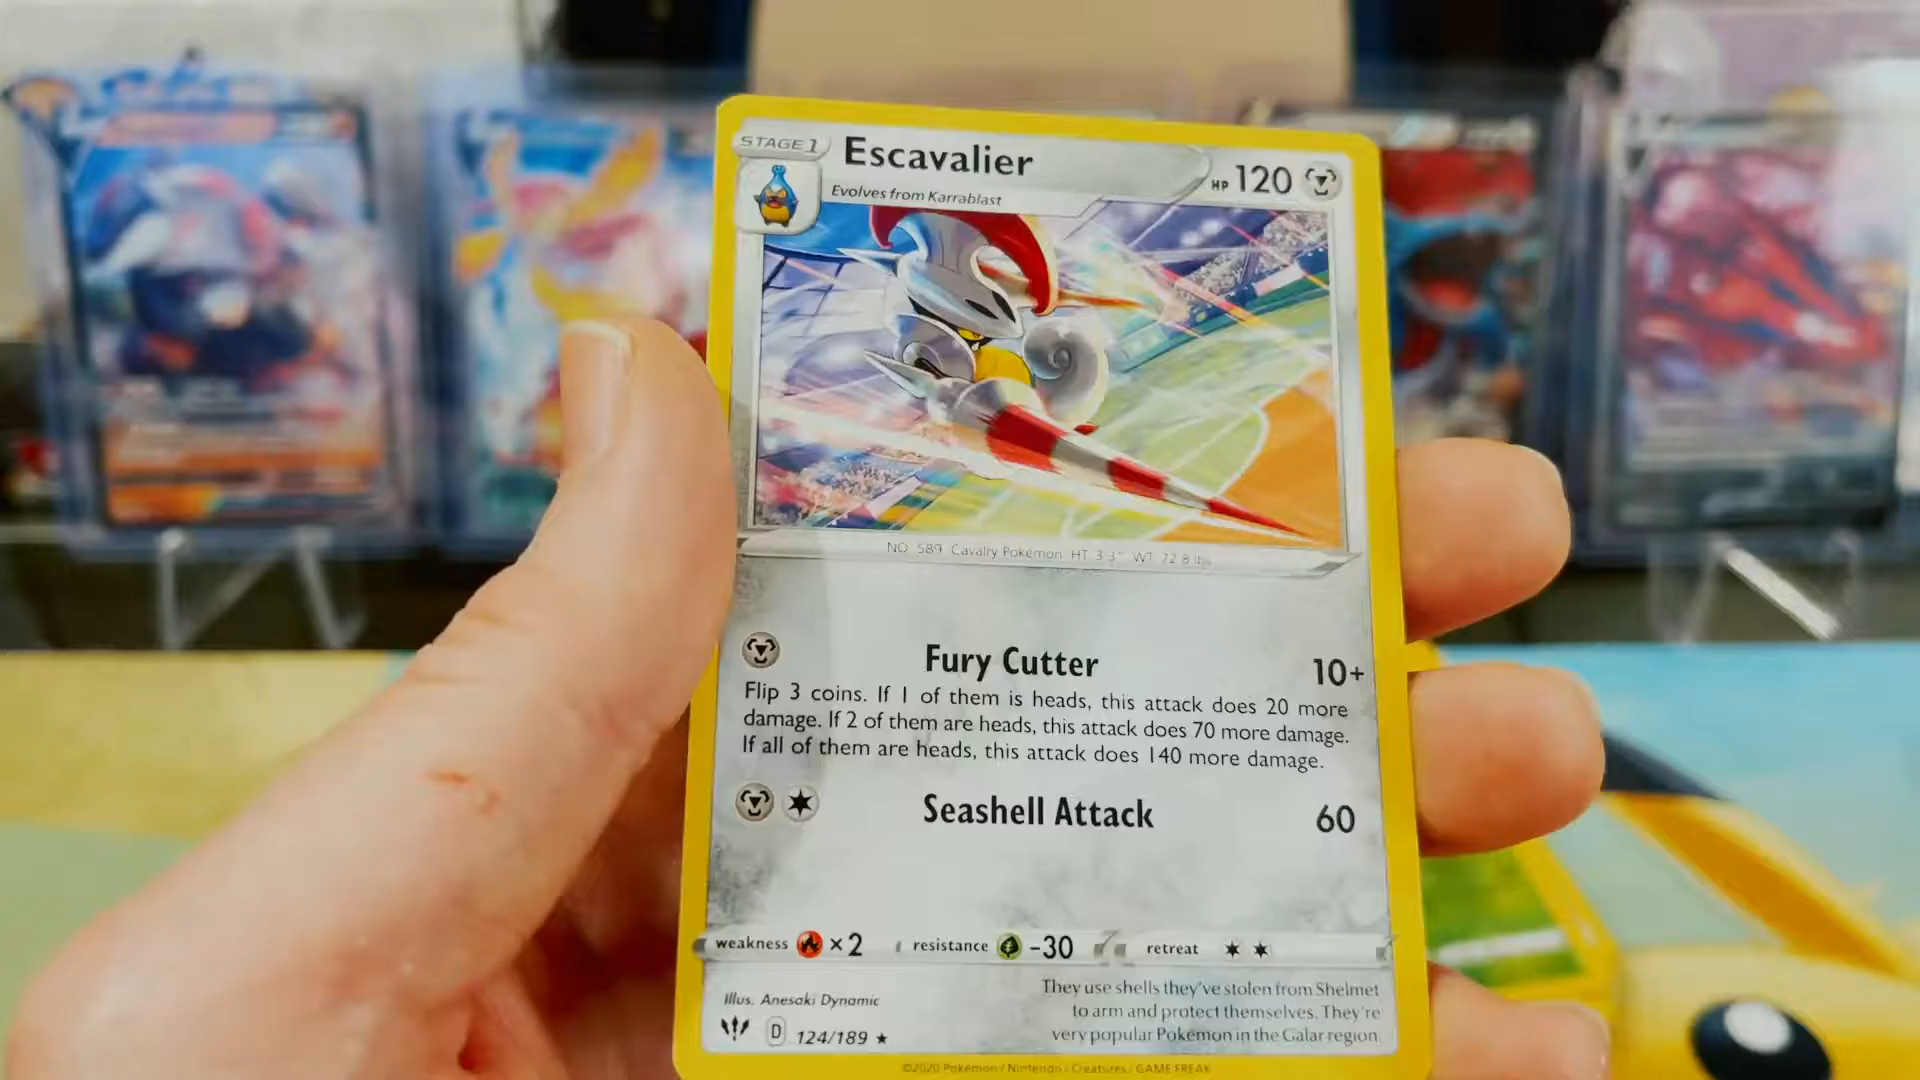 STAGE 1
Escavalier
HP 120
Evolves from Karrablast
NO. 589 Cavalry Pokémon HT 3'3" WT 72.8 lbs
Fury Cutter 10+
Flip 3 coins. If 1 of them is heads, this attack does 20 more
damage. If 2 of them are heads, this attack does 70 more damage.
If all of them are heads, this attack does 140 more damage.
Seashell Attack 60
weakness ×2 resistance -30 retreat
Illus. Anesaki Dynamic
D 124/189 ★
They use shells they've stolen from Shelmet
to arm and protect themselves. They're
very popular Pokémon in the Galar region.
©2020 Pokémon / Nintendo / Creatures / GAME FREAK